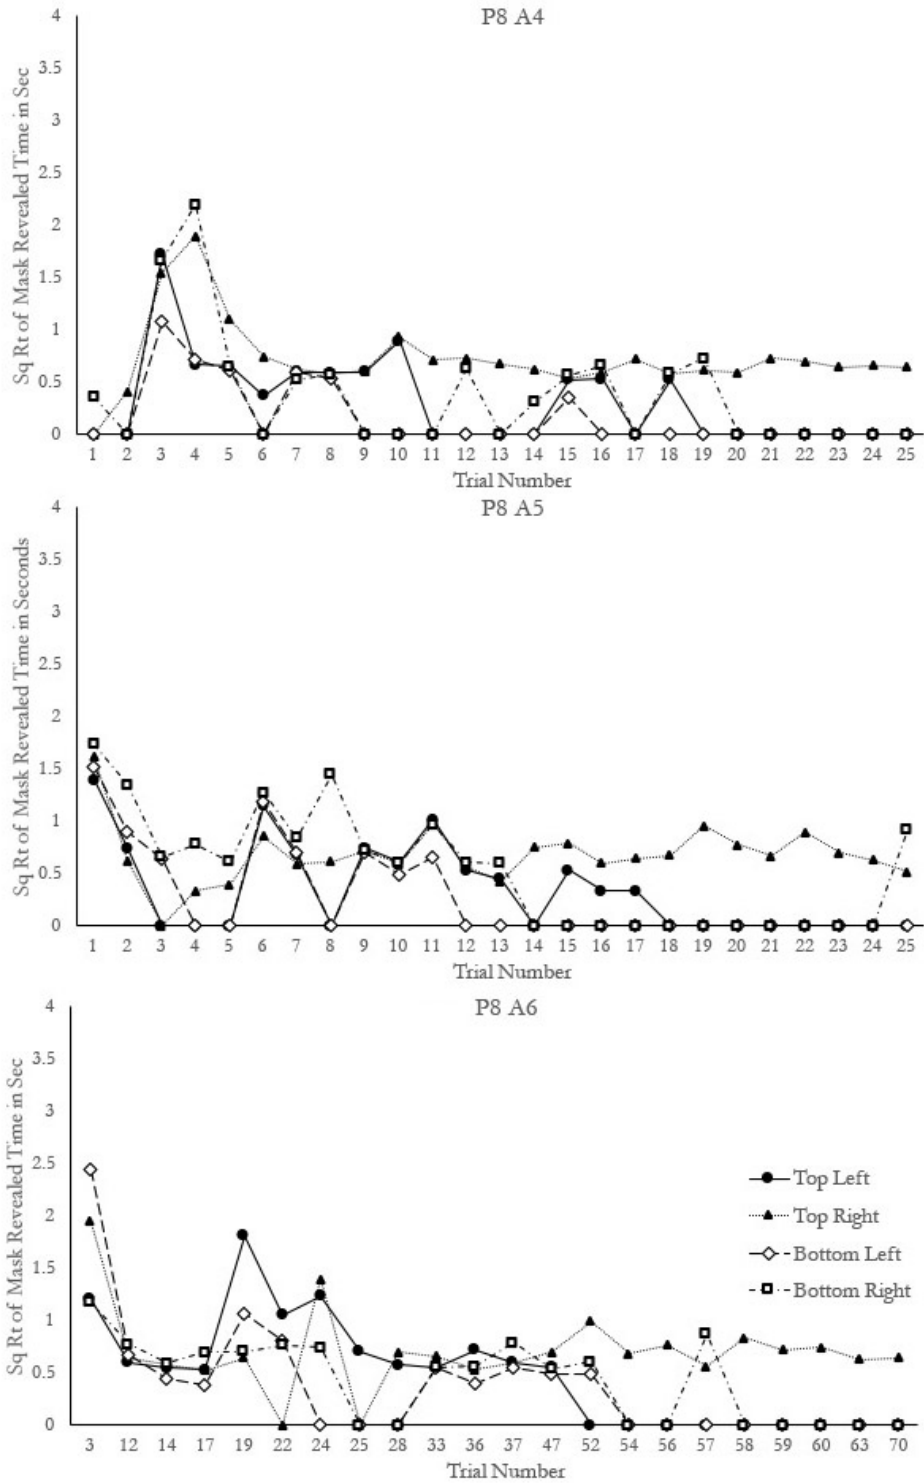 P8 A4
Sq Rt of Mask Revealed Time in Sec
4
3.5
3
2.5
2
1.5
1
0.5
0
1 2 3 4 5 6 7 8 9 10 11 12 13 14 15 16 17 18 19 20 21 22 23 24 25
Trial Number
P8 A5
Sq Rt of Mask Revealed Time in Seconds
4
3.5
3
2.5
2
1.5
1
0.5
0
1 2 3 4 5 6 7 8 9 10 11 12 13 14 15 16 17 18 19 20 21 22 23 24 25
Trial Number
P8 A6
Sq Rt of Mask Revealed Time in Sec
4
3.5
3
2.5
2
1.5
1
0.5
0
Top Left
Top Right
Bottom Left
Bottom Right
3 12 14 17 19 22 24 25 28 33 36 37 47 52 54 56 57 58 59 60 63 70
Trial Number